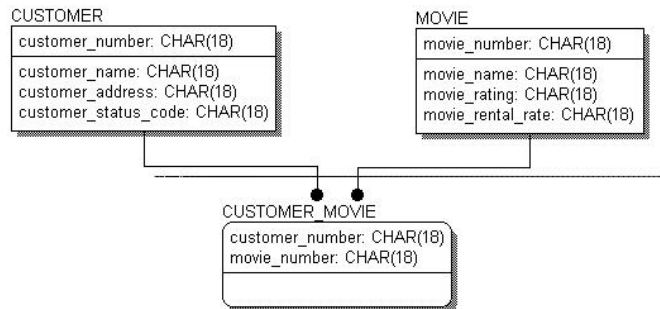 CUSTOMER
customer_number: CHAR(18)
customer_name: CHAR(18)
customer_address: CHAR(18)
customer_status_code: CHAR(18)
MOVIE
movie_number: CHAR(18)
movie_name: CHAR(18)
movie_rating: CHAR(18)
movie_rental_rate: CHAR(18)
CUSTOMER_MOVIE
customer_number: CHAR(18)
movie_number: CHAR(18)